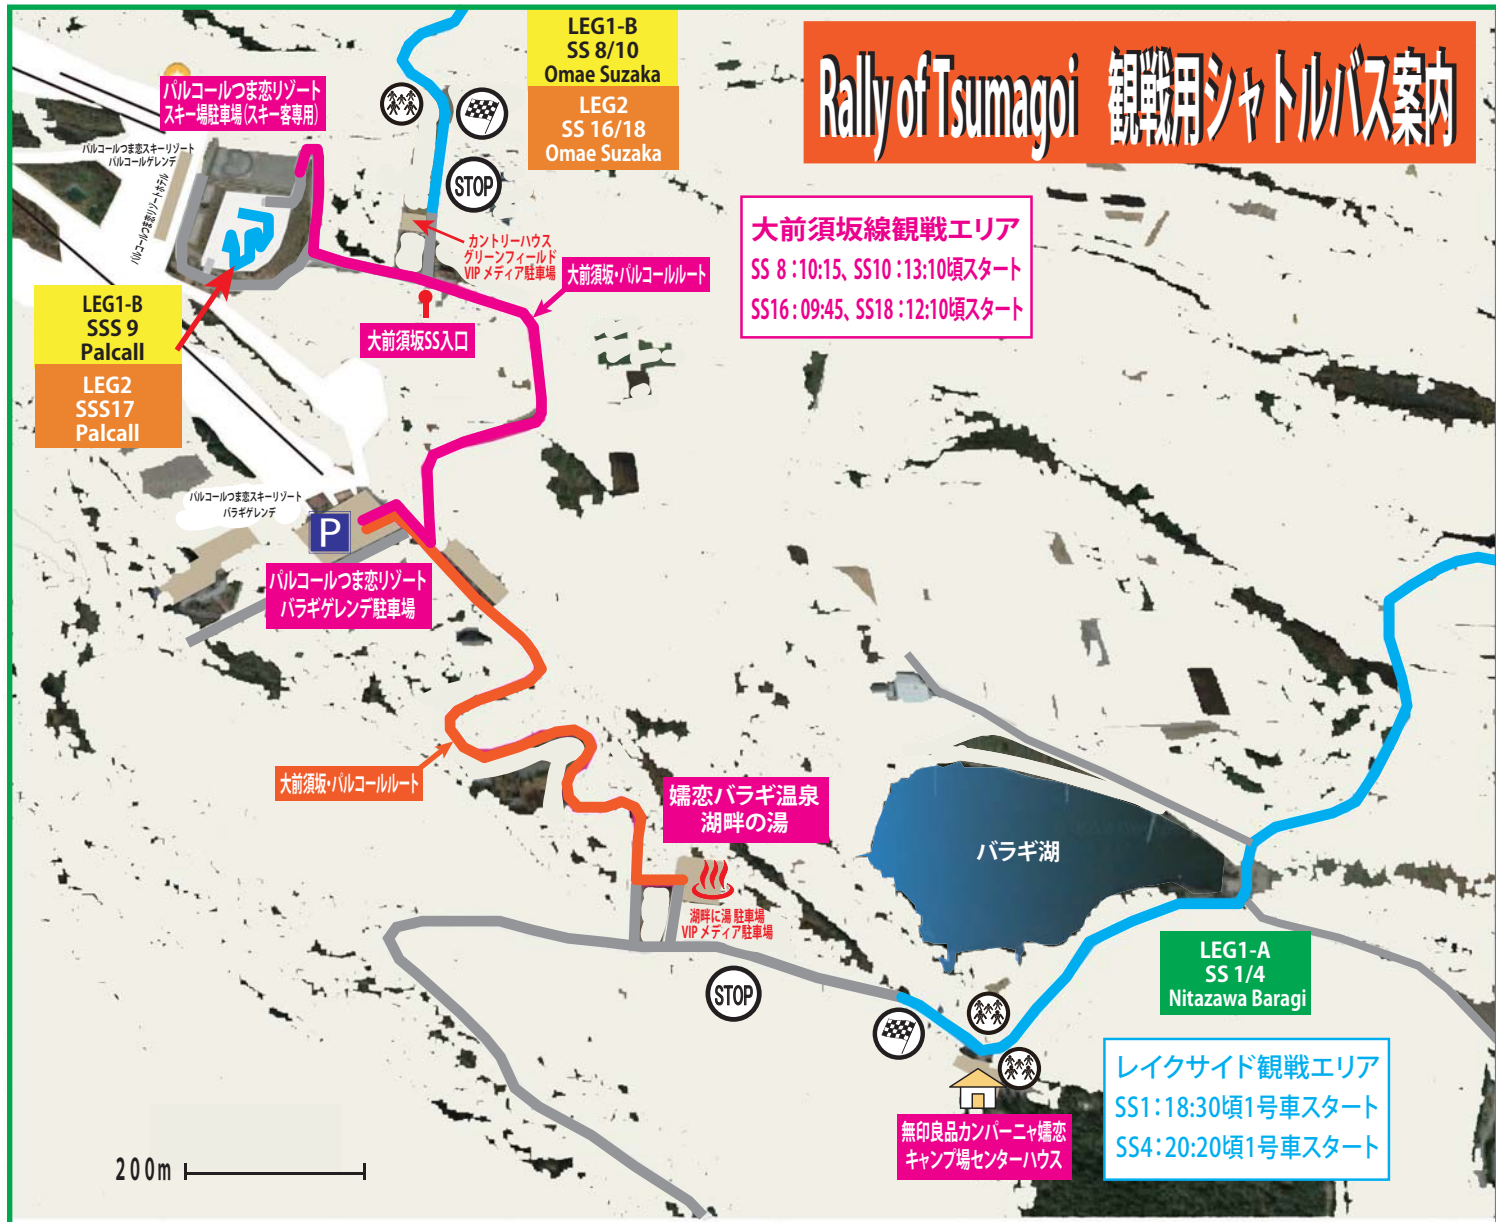 Rally of Tsumagoi　観戦用シャトルバス案内
LEG1-B
SS 8/10
Omae Suzaka
LEG2
SS 16/18
Omae Suzaka
パルコールつま恋リゾート
スキー場駐車場(スキー客専用)
パルコールつま恋スキーリゾート
パルコールゲレンデ
パルコールつま恋リゾートホテル
STOP
カントリーハウス
グリーンフィールド
VIP メディア駐車場
大前須坂・パルコールルート
大前須坂線観戦エリア
SS 8：10:15、SS10：13:10頃スタート
SS16：09:45、SS18：12:10頃スタート
LEG1-B
SSS 9
Palcall
LEG2
SSS17
Palcall
大前須坂SS入口
パルコールつま恋スキーリゾート
バラギゲレンデ
P
パルコールつま恋リゾート
バラギゲレンデ駐車場
大前須坂・パルコールルート
嬬恋バラギ温泉
湖畔の湯
湖畔に湯 駐車場
VIP メディア駐車場
バラギ湖
STOP
LEG1-A
SS 1/4
Nitazawa Baragi
レイクサイド観戦エリア
SS1：18:30頃1号車スタート
SS4：20:20頃1号車スタート
無印良品カンパーニャ嬬恋
キャンプ場センターハウス
200m